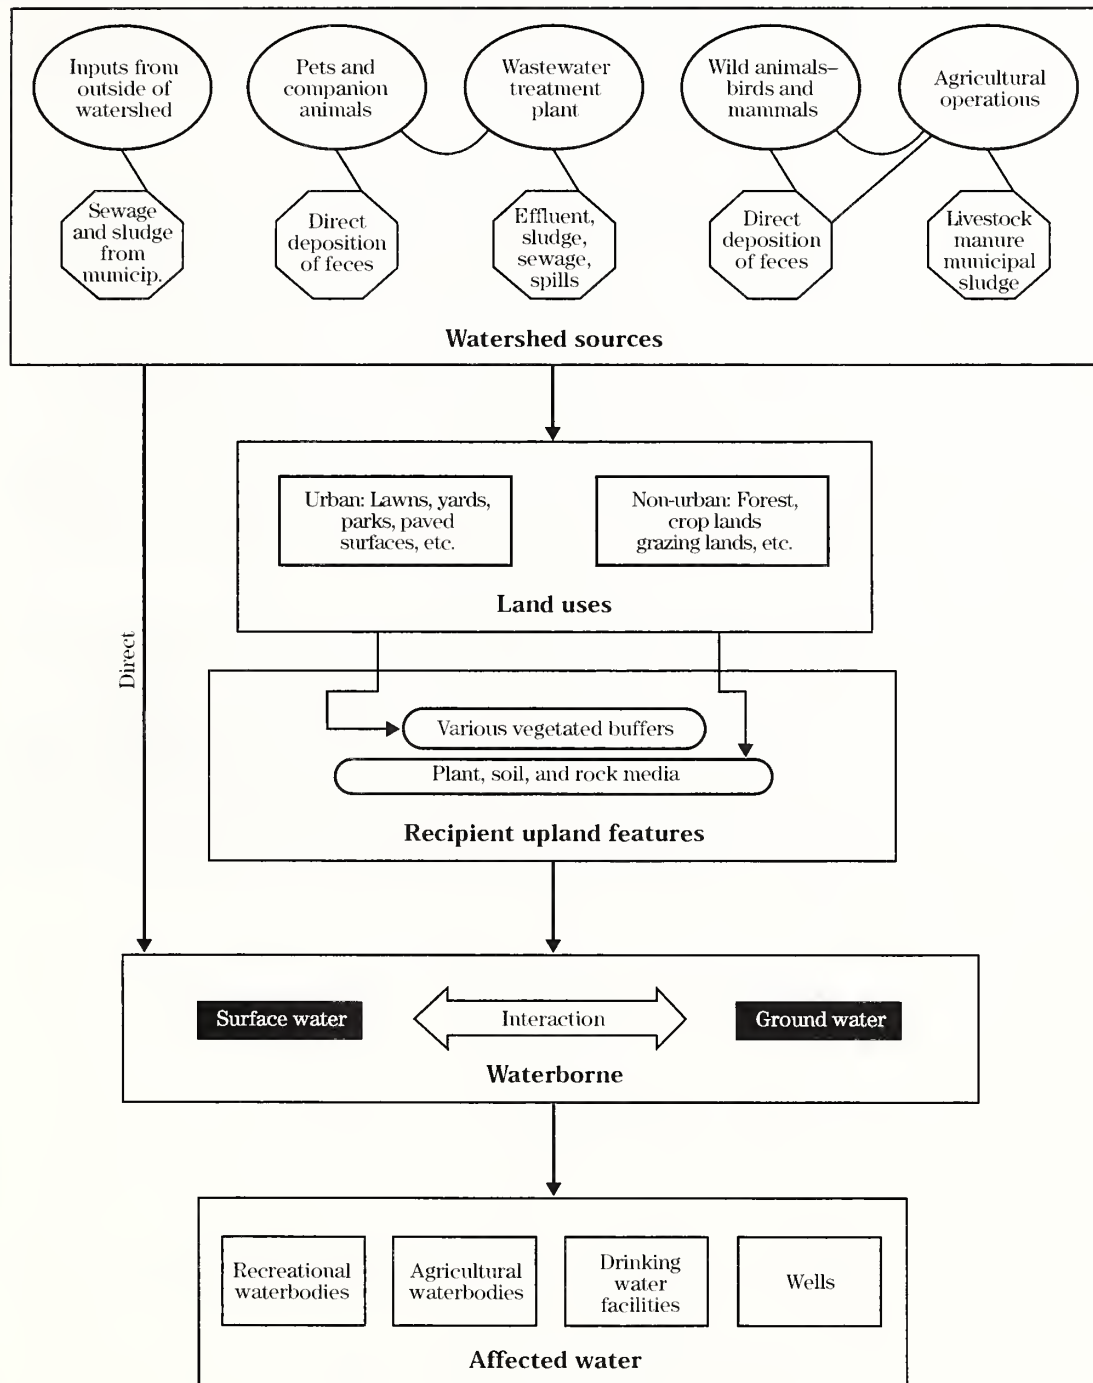 Inputs from
outside of
watershed
Pets and
companion
animals
Wastewater
treatment
plant
Wild animals–
birds and
mammals
Agricultural
operations
Sewage
and sludge
from
municip.
Direct
deposition
of feces
Effluent,
sludge,
sewage,
spills
Direct
deposition
of feces
Livestock
manure
municipal
sludge
Watershed sources
Urban: Lawns, yards,
parks, paved
surfaces, etc.
Non-urban: Forest,
crop lands
grazing lands, etc.
Land uses
Direct
Various vegetated buffers
Plant, soil, and rock media
Recipient upland features
Surface water
Interaction
Ground water
Waterborne
Recreational
waterbodies
Agricultural
waterbodies
Drinking
water
facilities
Wells
Affected water